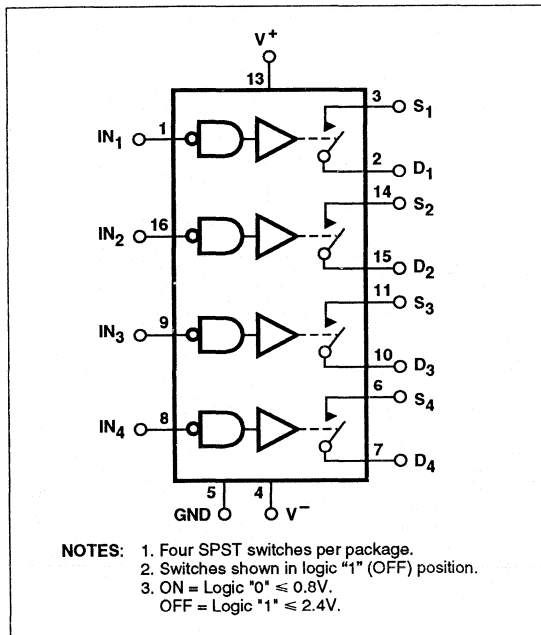 V+
13
IN1 1 3 S1
2 D1
14 S2
IN2 16
15 D2
11 S3
IN3 9
10 D3
6 S4
IN4 8
7 D4
5 4
GND V−
NOTES: 1. Four SPST switches per package.
2. Switches shown in logic "1" (OFF) position.
3. ON = Logic "0" ≤ 0.8V.
OFF = Logic "1" ≤ 2.4V.